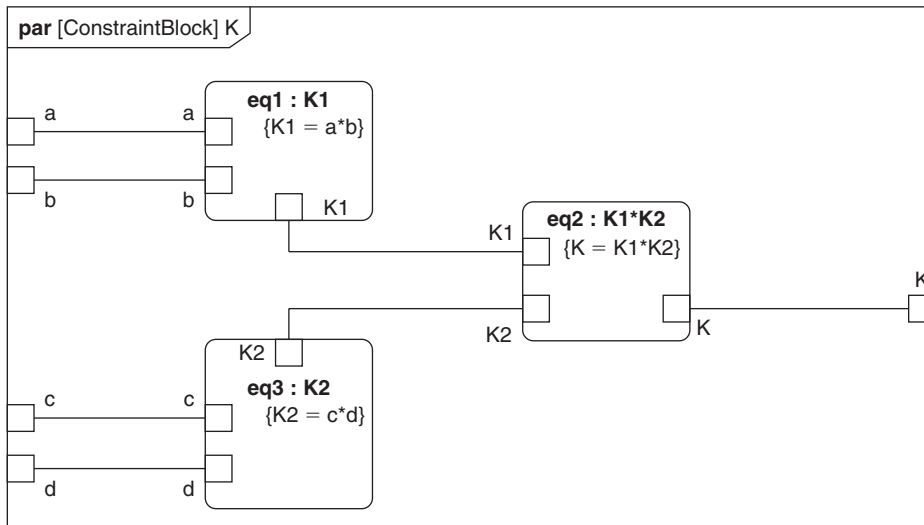 par [ConstraintBlock] K
eq1 : K1
{K1 = a*b}
a
a
b
b
K1
eq2 : K1*K2
{K = K1*K2}
K1
K2
K
K
K2
eq3 : K2
{K2 = c*d}
c
c
d
d